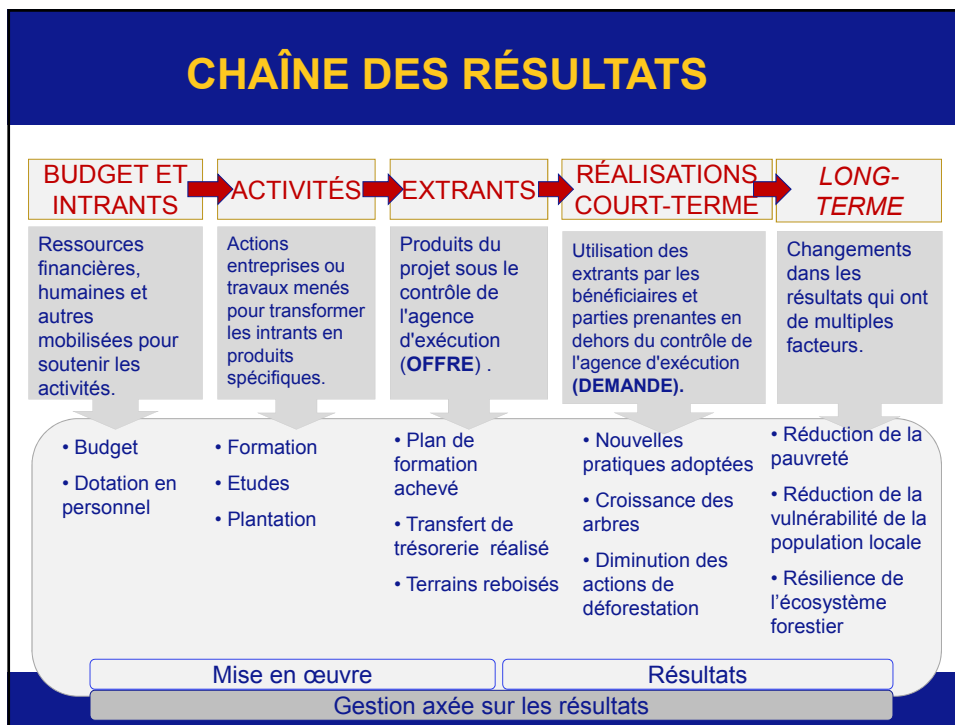 CHAÎNE DES RÉSULTATS
BUDGET ET
INTRANTS
ACTIVITÉS
EXTRANTS
RÉALISATIONS
COURT-TERME
LONG-
TERME
Ressources
financières,
humaines et
autres
mobilisées pour
soutenir les
activités.
Actions
entreprises ou
travaux menés
pour transformer
les intrants en
produits
spécifiques.
Produits du
projet sous le
contrôle de
l'agence
d'exécution
(OFFRE) .
Utilisation des
extrants par les
bénéficiaires et
parties prenantes en
dehors du contrôle de
l'agence d'exécution
(DEMANDE).
Changements
dans les
résultats qui ont
de multiples
facteurs.
• Budget
• Dotation en
personnel
• Formation
• Etudes
• Plantation
• Plan de
formation
achevé
• Transfert de
trésorerie réalisé
• Terrains reboisés
• Nouvelles
pratiques adoptées
• Croissance des
arbres
• Diminution des
actions de
déforestation
• Réduction de la
pauvreté
• Réduction de la
vulnérabilité de la
population locale
• Résilience de
l’écosystème
forestier
Mise en œuvre
Résultats
Gestion axée sur les résultats